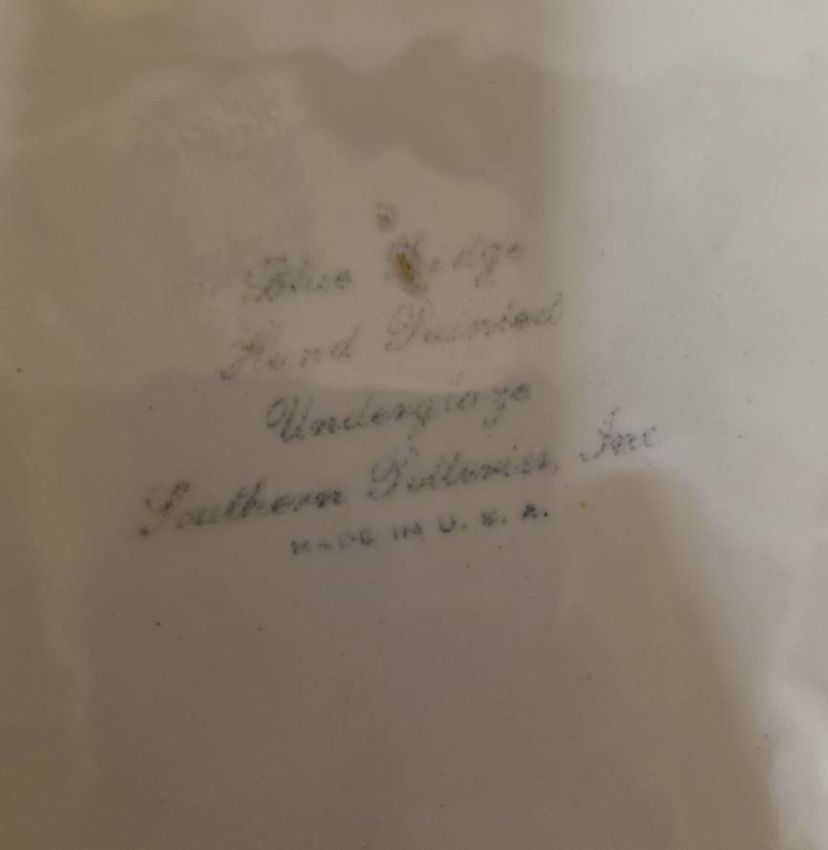 Blue Ridge
Hand Painted
Underglaze
Southern Potteries, Inc
MADE IN U. S. A.